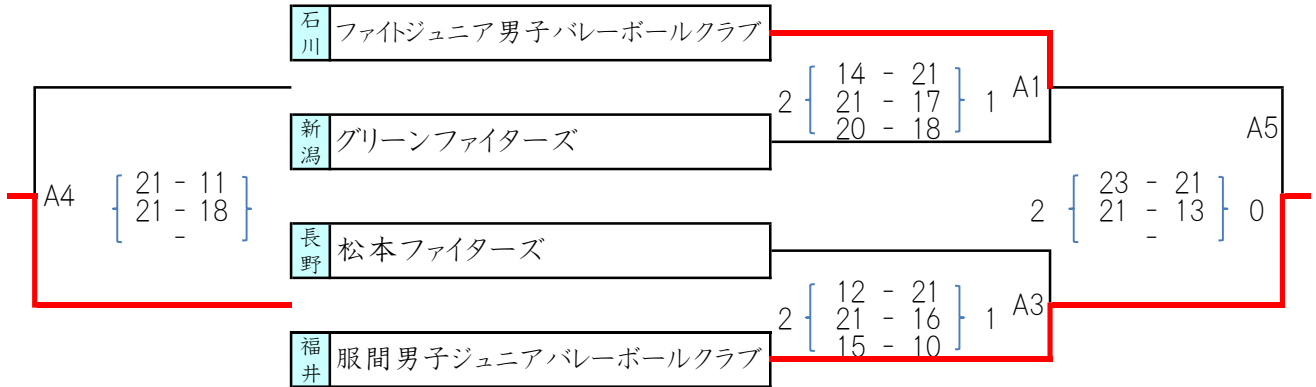 石川 ファイトジュニア男子バレーボールクラブ
14 - 21
2 21 - 17 1 A1
20 - 18
新潟 グリーンファイターズ
A5
A4
21 - 11
21 - 18
-
23 - 21
2 21 - 13 0
-
長野 松本ファイターズ
12 - 21
2 21 - 16 1 A3
15 - 10
福井 服間男子ジュニアバレーボールクラブ